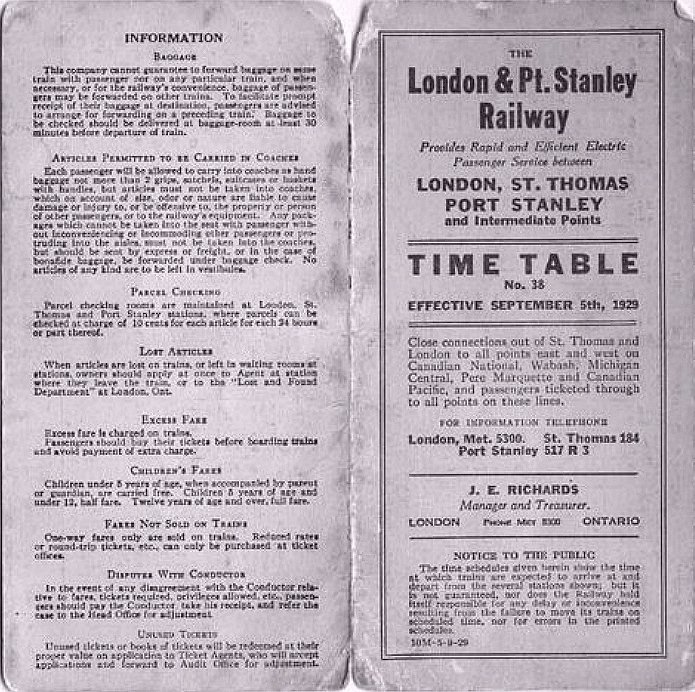 INFORMATION
BAGGAGE
This company cannot guarantee to forward baggage on same
train with passenger nor on any particular train, and when
necessary, or for the railway's convenience, baggage of passen-
gers may be forwarded on other trains. To facilitate prompt
receipt of their baggage at destination, passengers are advised
to arrange for forwarding on a preceding train. Baggage to
be checked should be delivered at baggage-room at least 30
minutes before departure of train.
ARTICLES PERMITTED TO BE CARRIED IN COACHES
Each passenger will be allowed to carry into coaches as hand
baggage not more than 2 grips, satchels, suitcases or baskets
with handles, but articles must not be taken into coaches,
which on account of size, odor or nature are liable to cause
damage or injury to, or be offensive to, the property or person
of other passengers, or to the railway's equipment. Any pack-
ages which cannot be taken into the seat with passenger with-
out inconveniencing or incommoding other passengers or pro-
truding into the aisles, must not be taken into the coaches,
but should be sent by express or freight, or in the case of
bonafide baggage, be forwarded under baggage check. No
articles of any kind are to be left in vestibules.
PARCEL CHECKING
Parcel checking rooms are maintained at London, St.
Thomas and Port Stanley stations, where parcels can be
checked at charge of 10 cents for each article for each 24 hours
or part thereof.
LOST ARTICLES
When articles are lost on trains, or left in waiting rooms at
stations, owners should apply at once to Agent at station
where they leave the train, or to the "Lost and Found
Department" at London, Ont.
EXCESS FARE
Excess fare is charged on trains.
Passengers should buy their tickets before boarding trains
and avoid payment of extra charge.
CHILDREN'S FARES
Children under 5 years of age, when accompanied by parent
or guardian, are carried free. Children 5 years of age and
under 12, half fare. Twelve years of age and over, full fare.
FARES NOT SOLD ON TRAINS
One-way fares only are sold on trains. Reduced rates
or round-trip tickets, etc., can only be purchased at ticket
offices.
DISPUTES WITH CONDUCTOR
In the event of any disagreement with the Conductor rela-
tive to fares, tickets required, privileges allowed, etc., passen-
gers should pay the Conductor, take his receipt, and refer the
case to the Head Office for adjustment.
UNUSED TICKETS
Unused tickets or books of tickets will be redeemed at their
proper value on application to Ticket Agents, who will accept
applications and forward to Audit Office for adjustment.
THE
London & Pt. Stanley
Railway
Provides Rapid and Efficient Electric
Passenger Service between
LONDON, ST. THOMAS
PORT STANLEY
and Intermediate Points
TIME TABLE
No. 38
EFFECTIVE SEPTEMBER 5th, 1929
Close connections out of St. Thomas and
London to all points east and west on
Canadian National, Wabash, Michigan
Central, Pere Marquette and Canadian
Pacific, and passengers ticketed through
to all points on these lines.
FOR INFORMATION TELEPHONE
London, Met. 5300. St. Thomas 184
Port Stanley 517 R 3
J. E. RICHARDS
Manager and Treasurer.
LONDON PHONE MET 5300 ONTARIO
NOTICE TO THE PUBLIC
The time schedules given herein show the time
at which trains are expected to arrive at and
depart from the several stations shown; but it
is not guaranteed, nor does the Railway hold
itself responsible for any delay or inconvenience
resulting from the failure to move its trains on
scheduled time, nor for errors in the printed
schedules.
10M-5-9-29